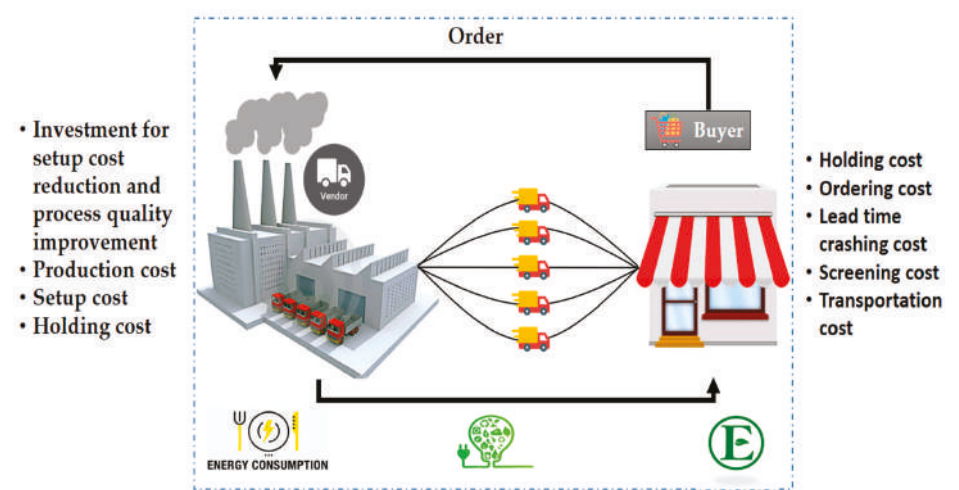 Order
• Investment for
setup cost
reduction and
process quality
improvement
• Production cost
• Setup cost
• Holding cost
Vendor
Buyer
• Holding cost
• Ordering cost
• Lead time
crashing cost
• Screening cost
• Transportation
cost
ENERGY CONSUMPTION
E